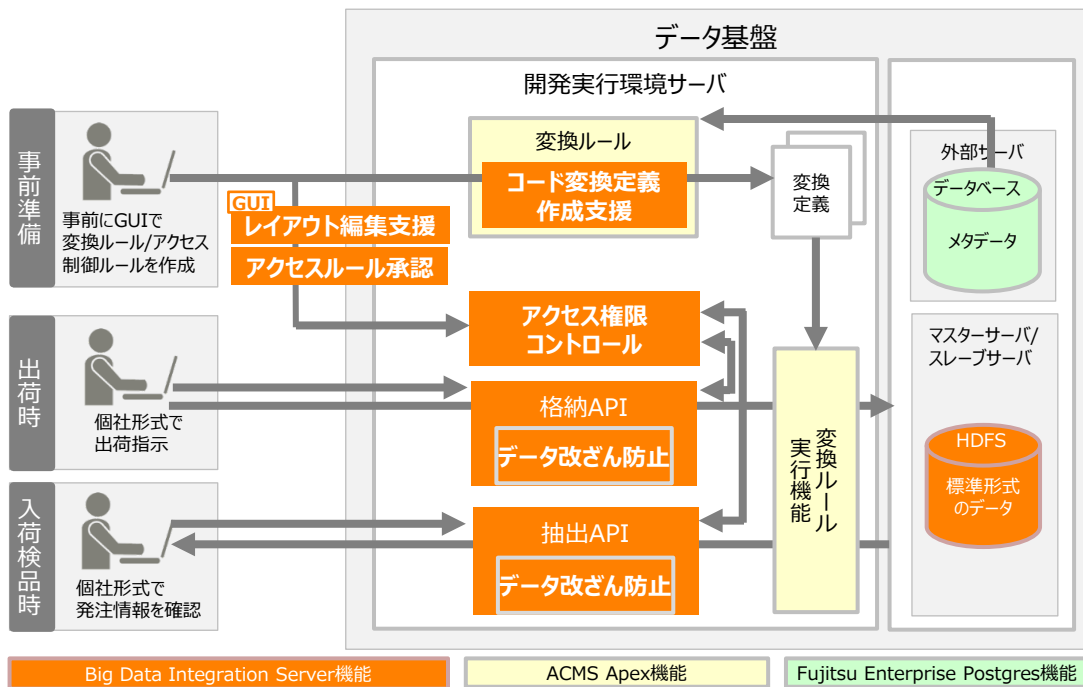 データ基盤
開発実行環境サーバ
事前準備
事前にGUIで
変換ルール/アクセス
制御ルールを作成
GUI
レイアウト編集支援
アクセスルール承認
変換ルール
コード変換定義
作成支援
変換
定義
外部サーバ
データベース
メタデータ
アクセス権限
コントロール
出荷時
個社形式で
出荷指示
格納API
データ改ざん防止
変換ルール
実行機能
マスターサーバ/
スレーブサーバ
HDFS
標準形式
のデータ
入荷検品時
個社形式で
発注情報を確認
抽出API
データ改ざん防止
Big Data Integration Server機能
ACMS Apex機能
Fujitsu Enterprise Postgres機能